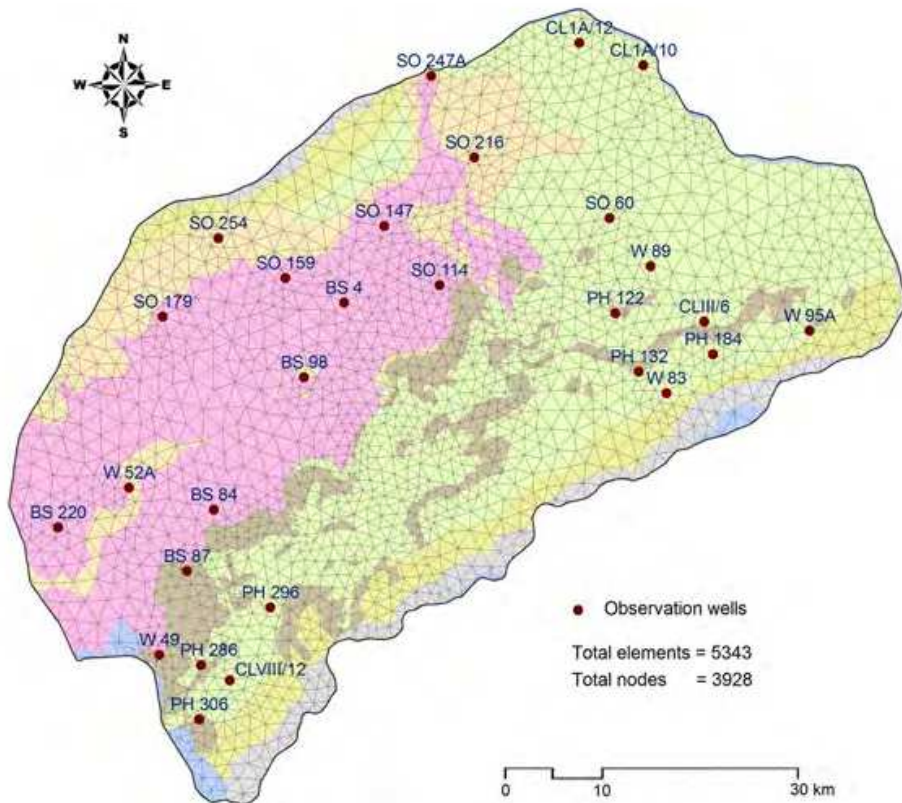 CL1A/12
N
CL1A/10
SO 247A
W E
S
SO 216
SO 60
SO 147
SO 254
W 89
SO 159
SO 114
BS 4
PH 122
CLIII/6
SO 179
W 95A
PH 184
PH 132
BS 98
W 83
W 52A
BS 84
BS 220
BS 87
PH 296
Observation wells
W 49
PH 286
Total elements = 5343
CLVIII/12
Total nodes = 3928
PH 306
0 10 30 km